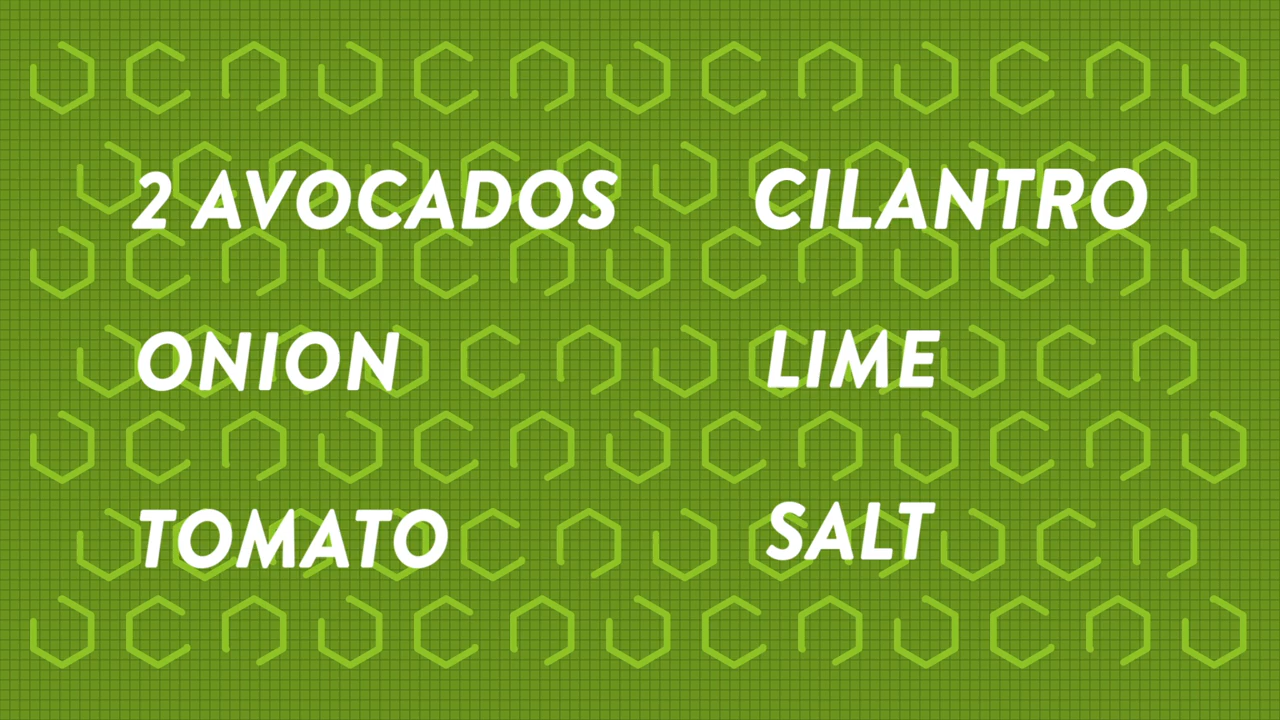 2 AVOCADOS
ONION
TOMATO
CILANTRO
LIME
SALT